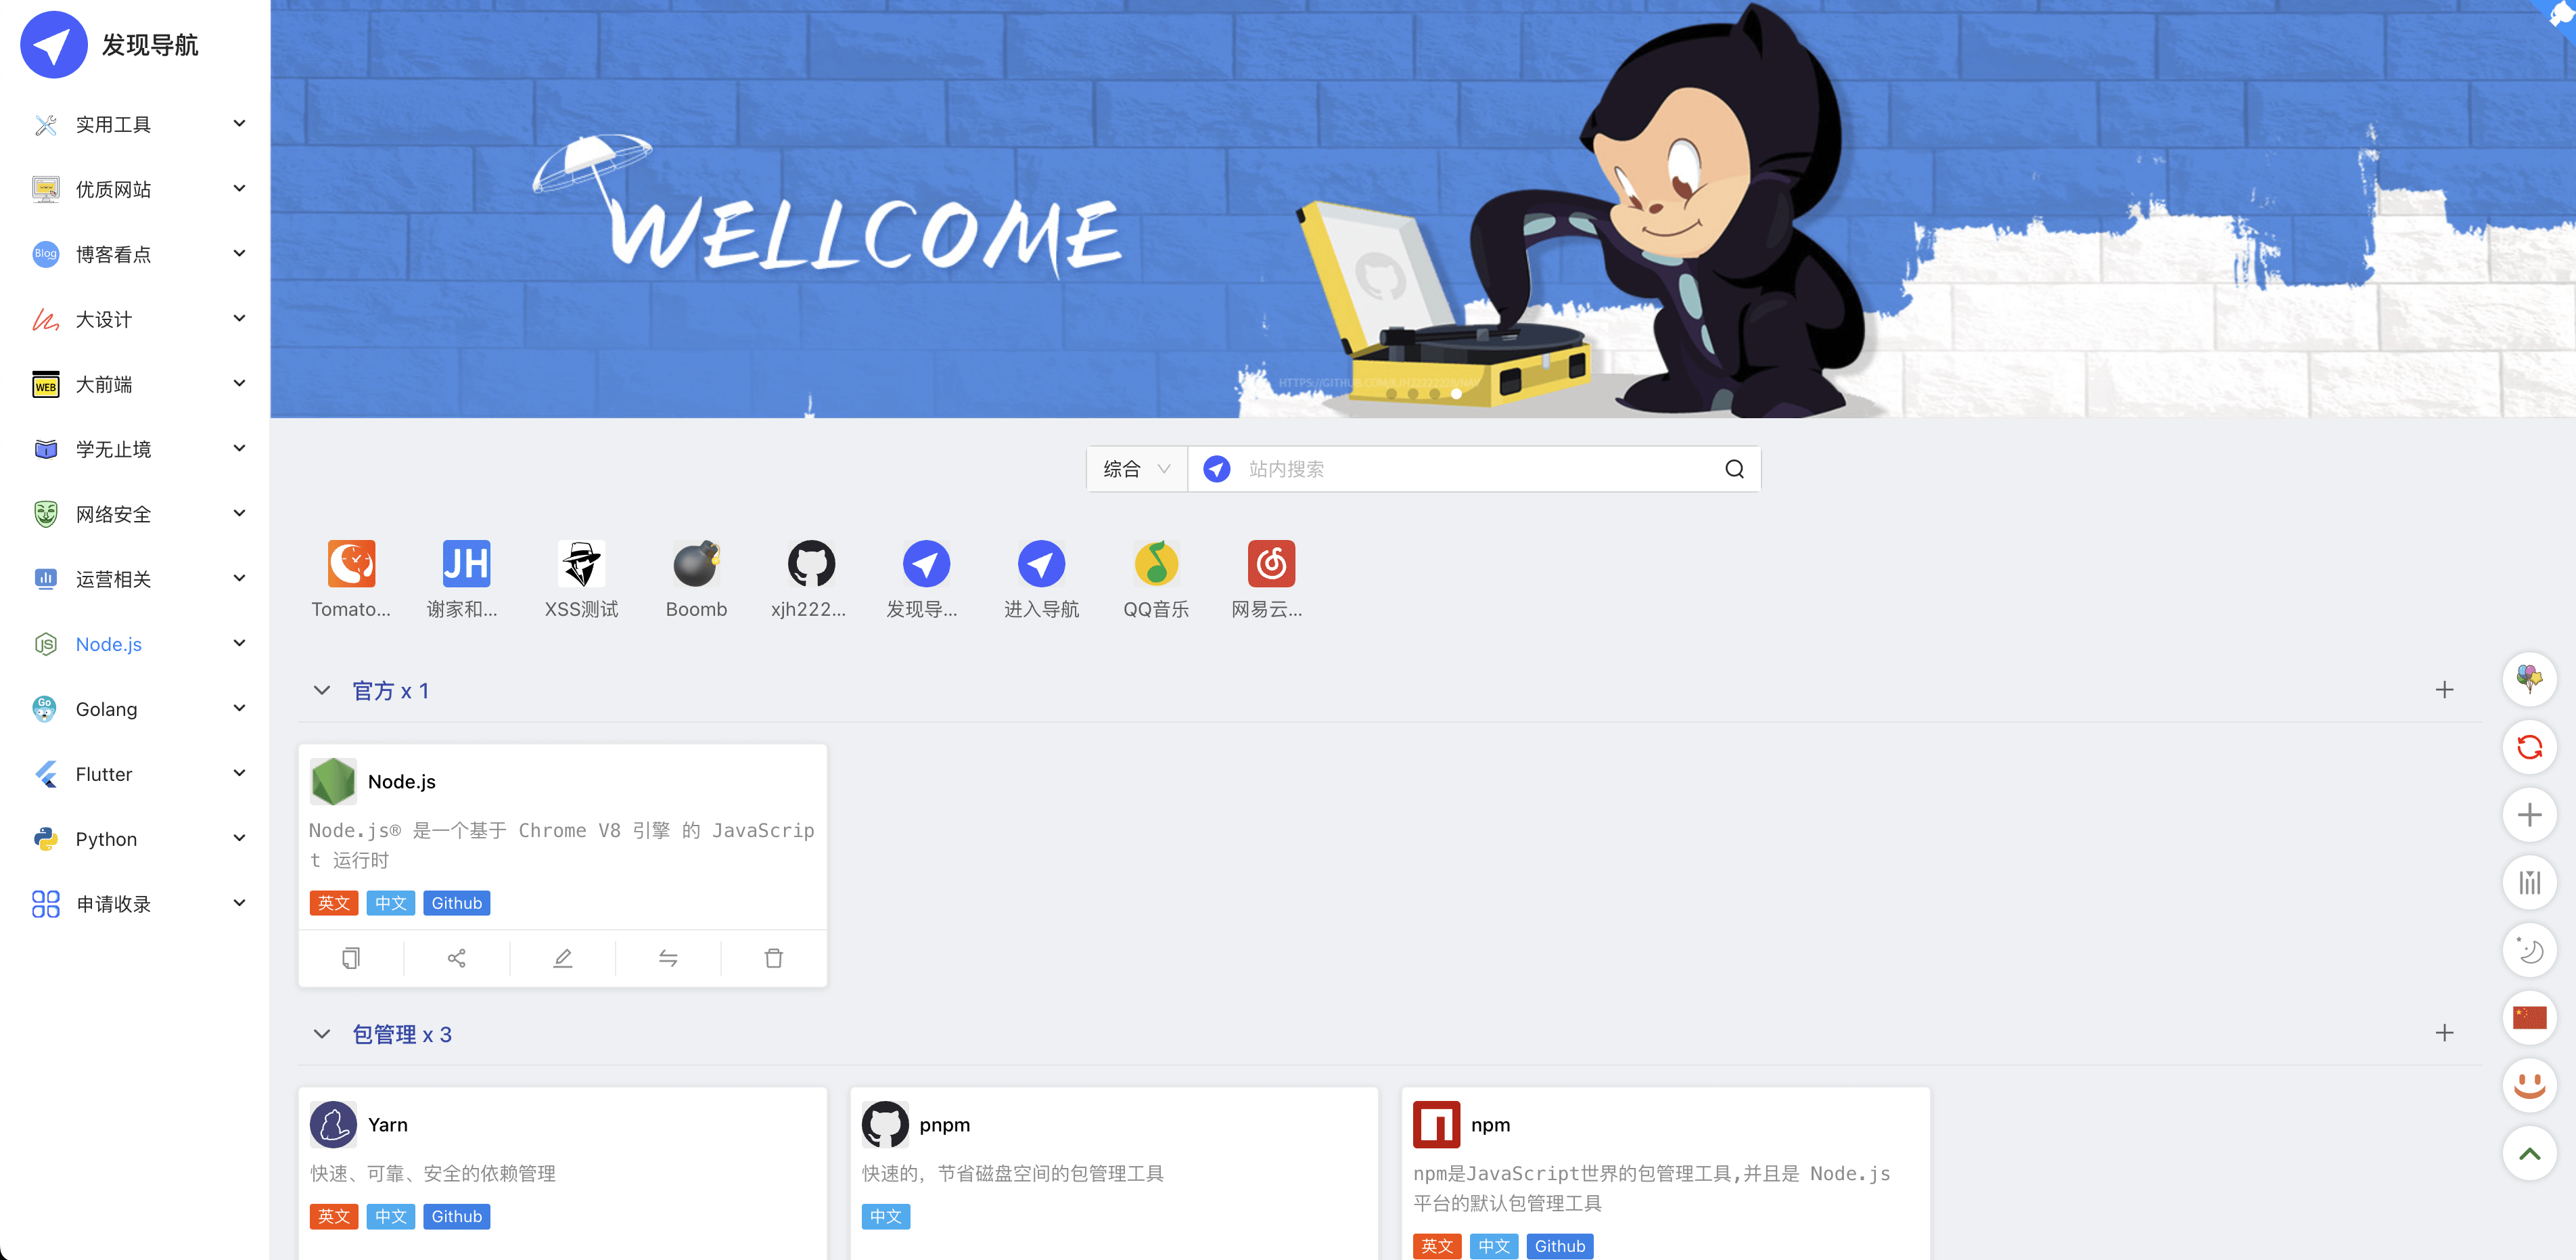 发现导航
实用工具
优质网站
Blog
博客看点
大设计
WEB
大前端
学无止境
网络安全
运营相关
JS
Node.js
Go
Golang
Flutter
Python
申请收录
WELLCOME
综合
站内搜索
JH
Tomato...
谢家和...
XSS测试
Boomb
xjh222...
发现导...
进入导航
QQ音乐
网易云...
官方 x 1
Node.js
Node.js® 是一个基于 Chrome V8 引擎 的 JavaScrip
t 运行时
英文 中文 Github
包管理 x 3
Yarn
快速、可靠、安全的依赖管理
英文 中文 Github
pnpm
快速的，节省磁盘空间的包管理工具
中文
npm
npm是JavaScript世界的包管理工具,并且是 Node.js
平台的默认包管理工具
英文 中文 Github